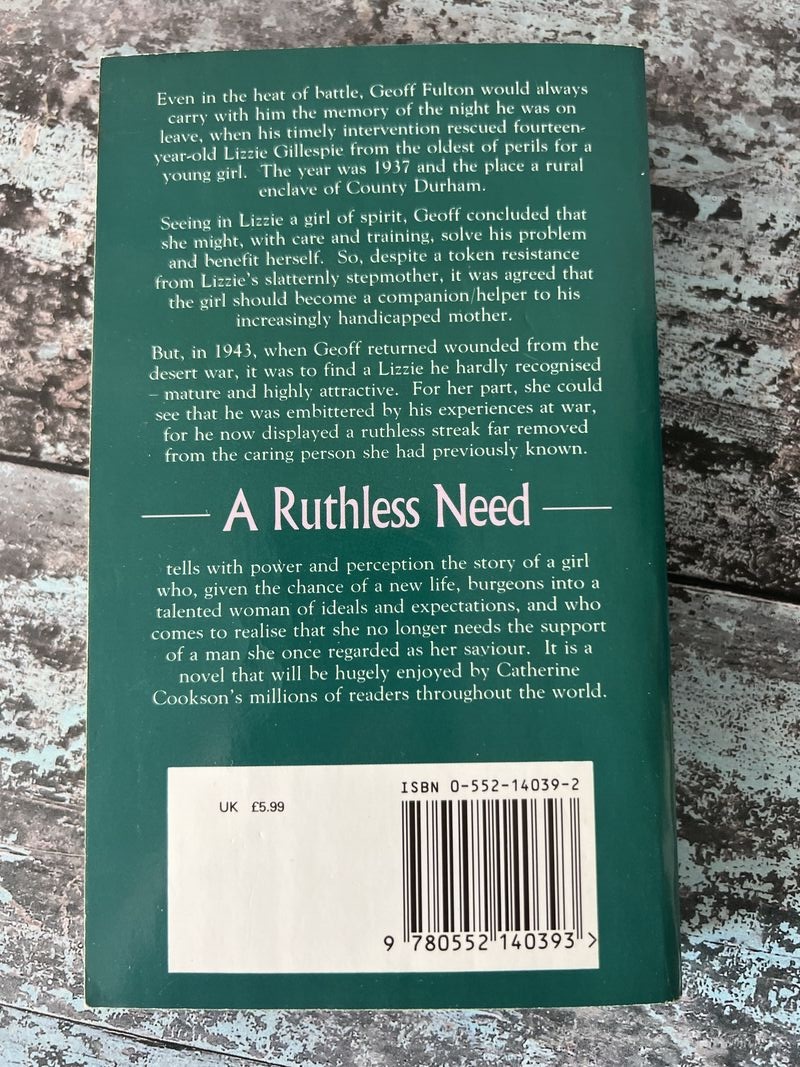 Even in the heat of battle, Geoff Fulton would always
carry with him the memory of the night he was on
leave, when his timely intervention rescued fourteen-
year-old Lizzie Gillespie from the oldest of perils for a
young girl. The year was 1937 and the place a rural
enclave of County Durham.
Seeing in Lizzie a girl of spirit, Geoff concluded that
she might, with care and training, solve his problem
and benefit herself. So, despite a token resistance
from Lizzie's slatternly stepmother, it was agreed that
the girl should become a companion/helper to his
increasingly handicapped mother.
But, in 1943, when Geoff returned wounded from the
desert war, it was to find a Lizzie he hardly recognised
– mature and highly attractive. For her part, she could
see that he was embittered by his experiences at war,
for he now displayed a ruthless streak far removed
from the caring person she had previously known.
A Ruthless Need
tells with power and perception the story of a girl
who, given the chance of a new life, burgeons into a
talented woman of ideals and expectations, and who
comes to realise that she no longer needs the support
of a man she once regarded as her saviour. It is a
novel that will be hugely enjoyed by Catherine
Cookson's millions of readers throughout the world.
ISBN 0-552-14039-2
UK £5.99
9 780552 140393 >